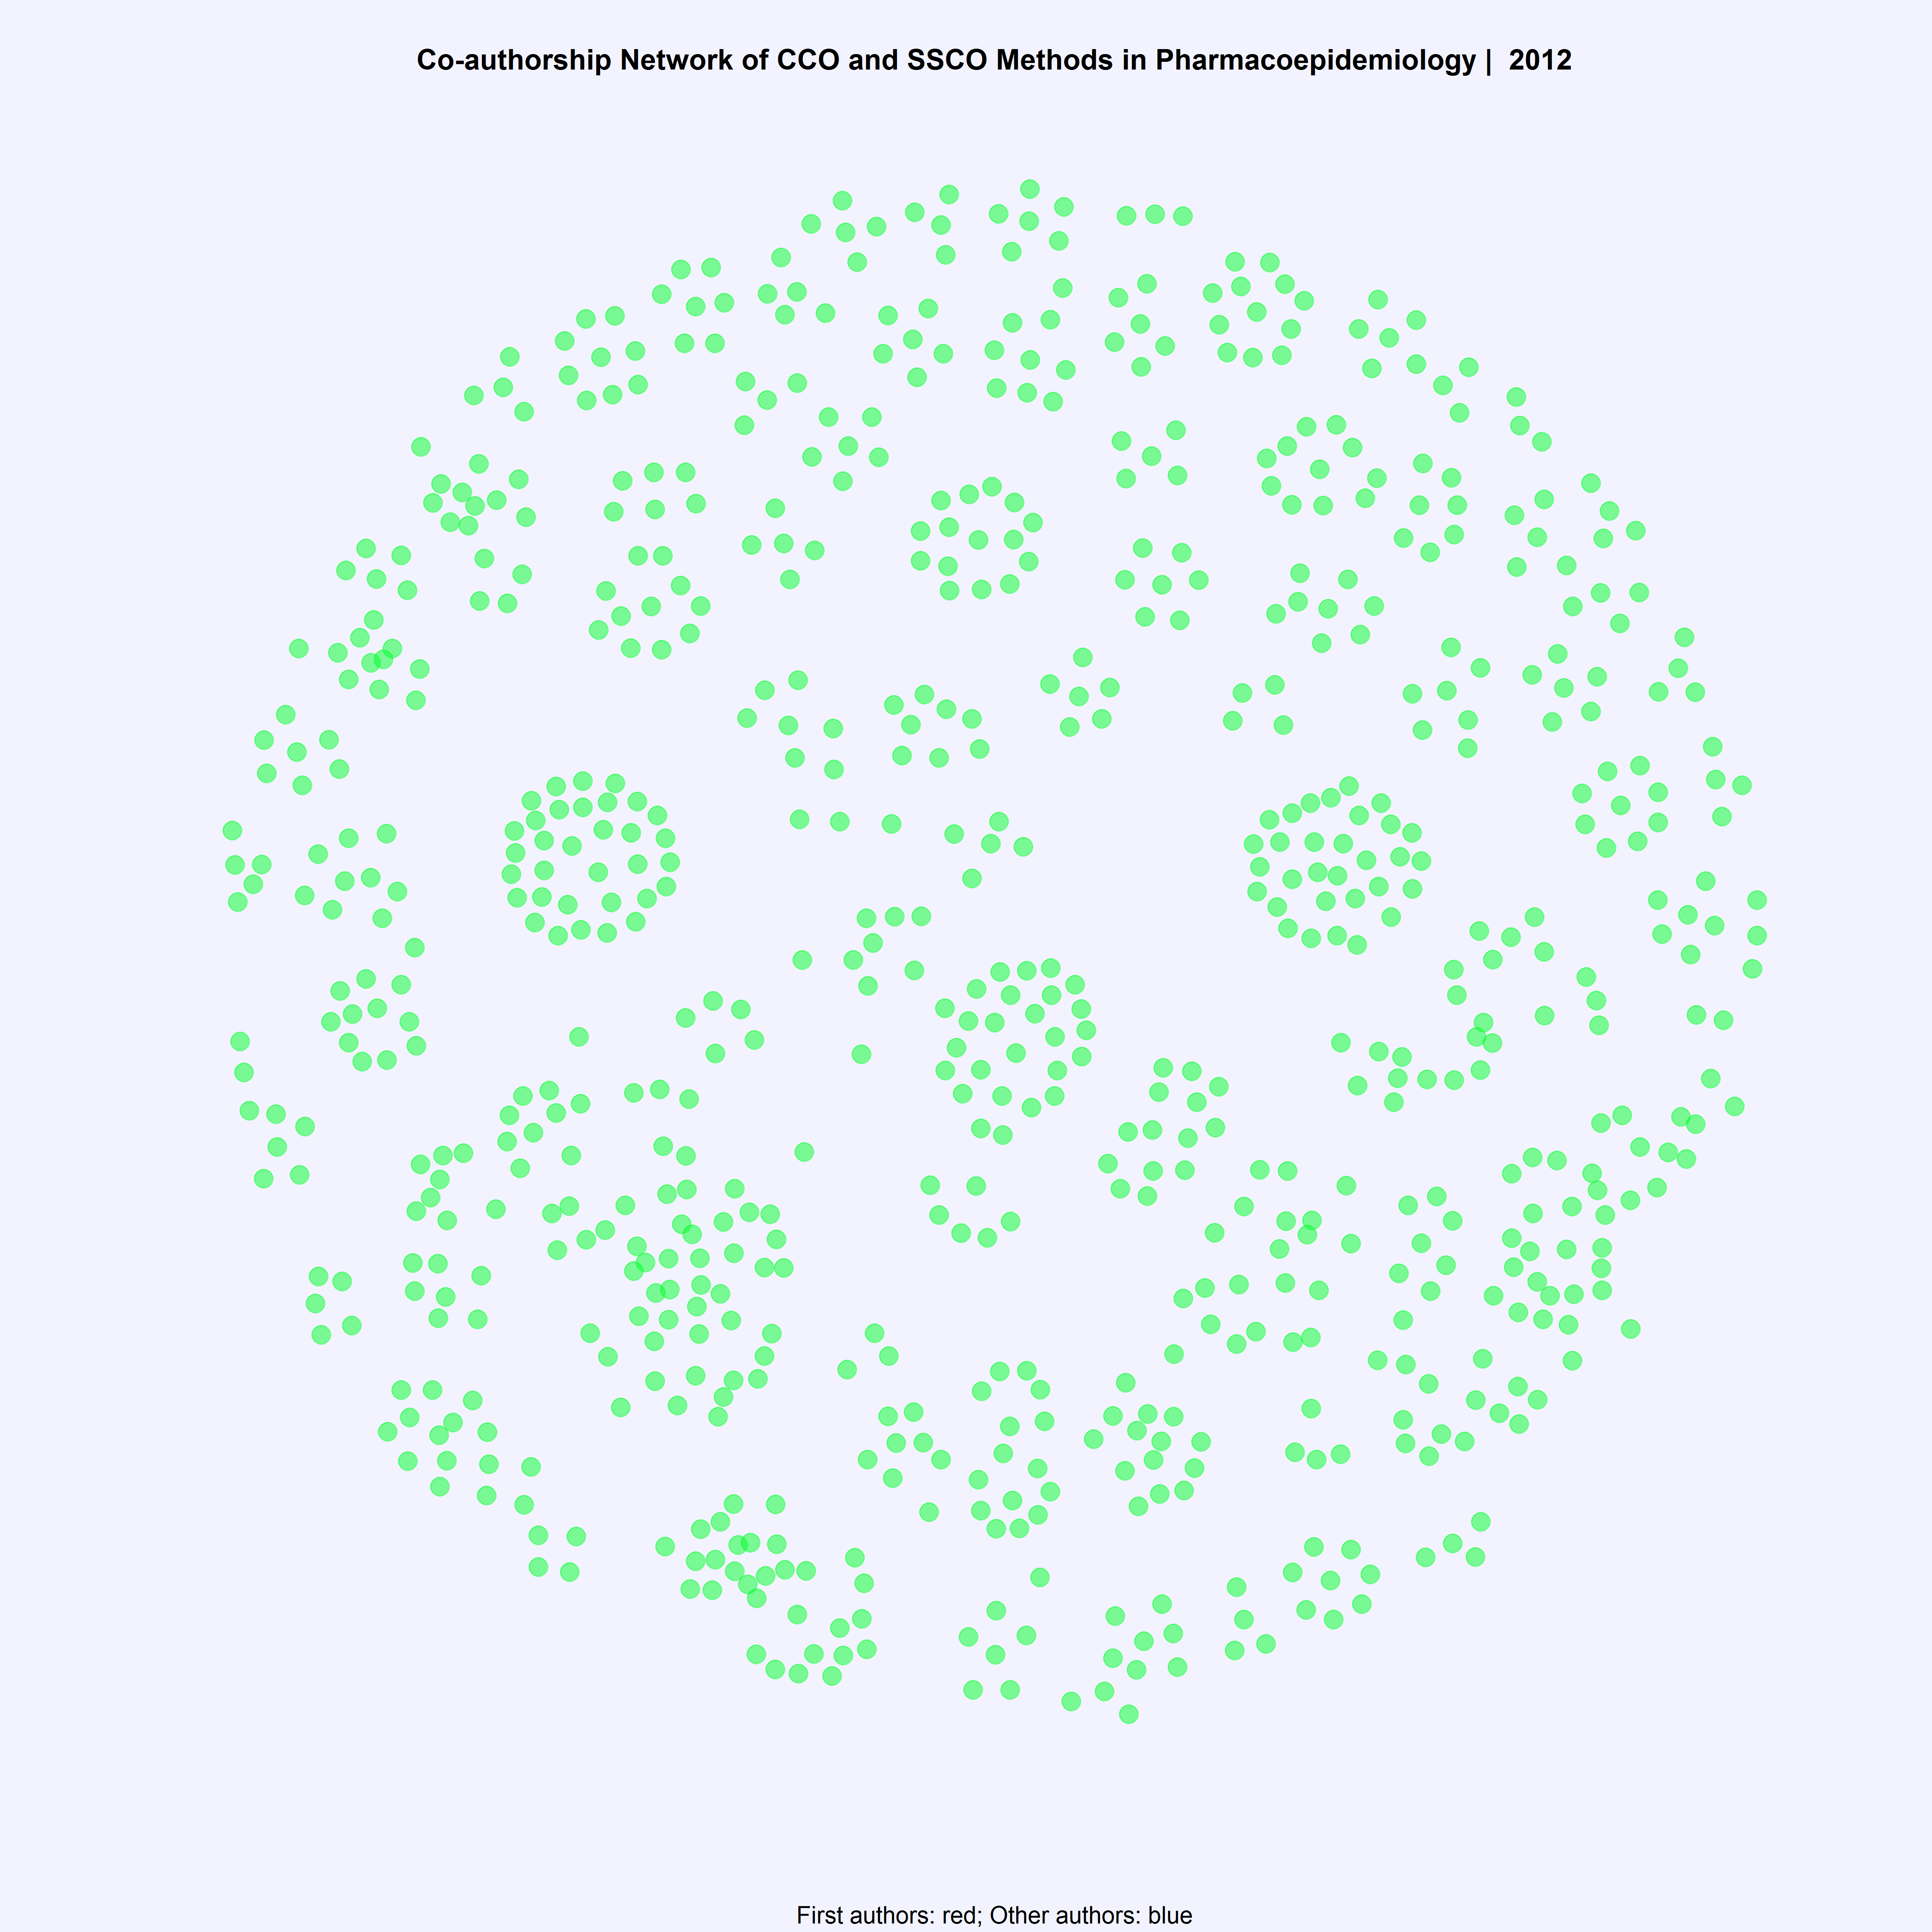 Co-authorship Network of CCO and SSCO Methods in Pharmacoepidemiology | 2012
First authors: red; Other authors: blue